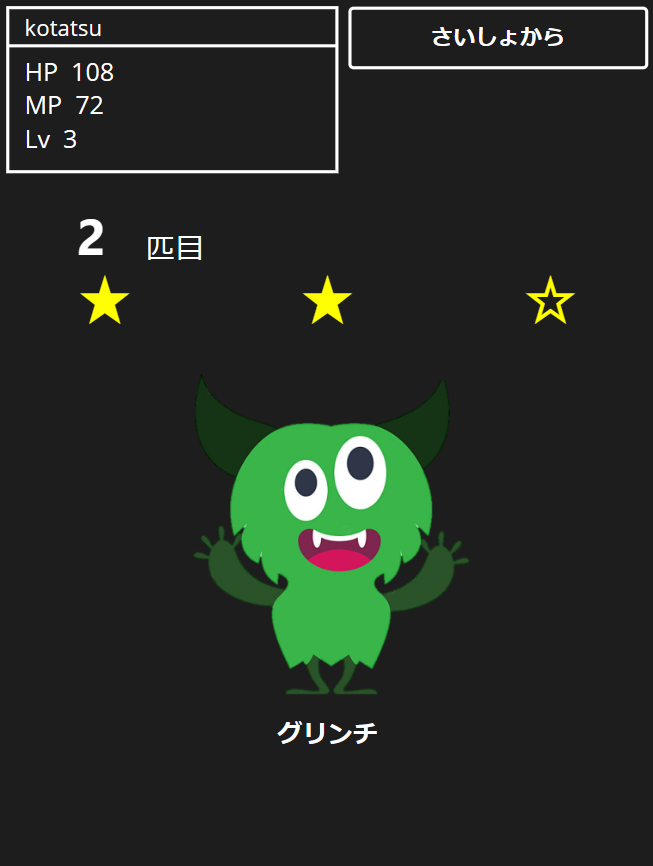 kotatsu
HP 108
MP 72
Lv 3
さいしょから
2 匹目
★ ★ ☆
グリンチ